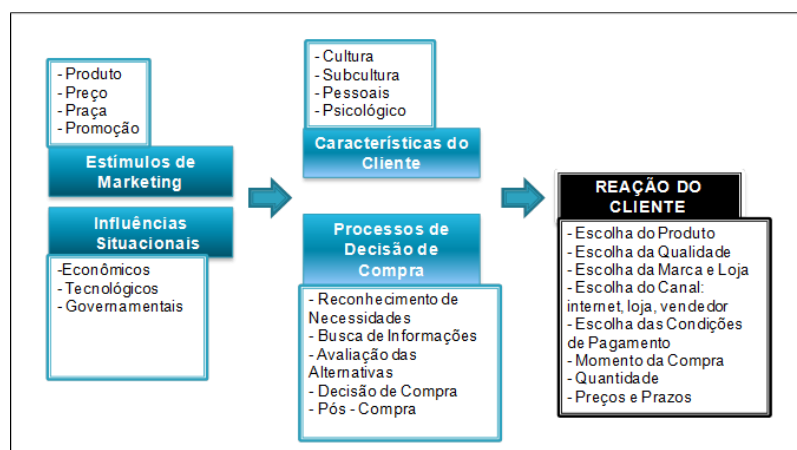 - Produto
- Preço
- Praça
- Promoção
Estímulos de
Marketing
Influências
Situacionais
-Econômicos
- Tecnológicos
- Governamentais
- Cultura
- Subcultura
- Pessoais
- Psicológico
Características do
Cliente
Processos de
Decisão de
Compra
- Reconhecimento de
Necessidades
- Busca de Informações
- Avaliação das
Alternativas
- Decisão de Compra
- Pós - Compra
REAÇÃO DO
CLIENTE
- Escolha do Produto
- Escolha da Qualidade
- Escolha da Marca e Loja
- Escolha do Canal:
internet, loja, vendedor
- Escolha das Condições
de Pagamento
- Momento da Compra
- Quantidade
- Preços e Prazos